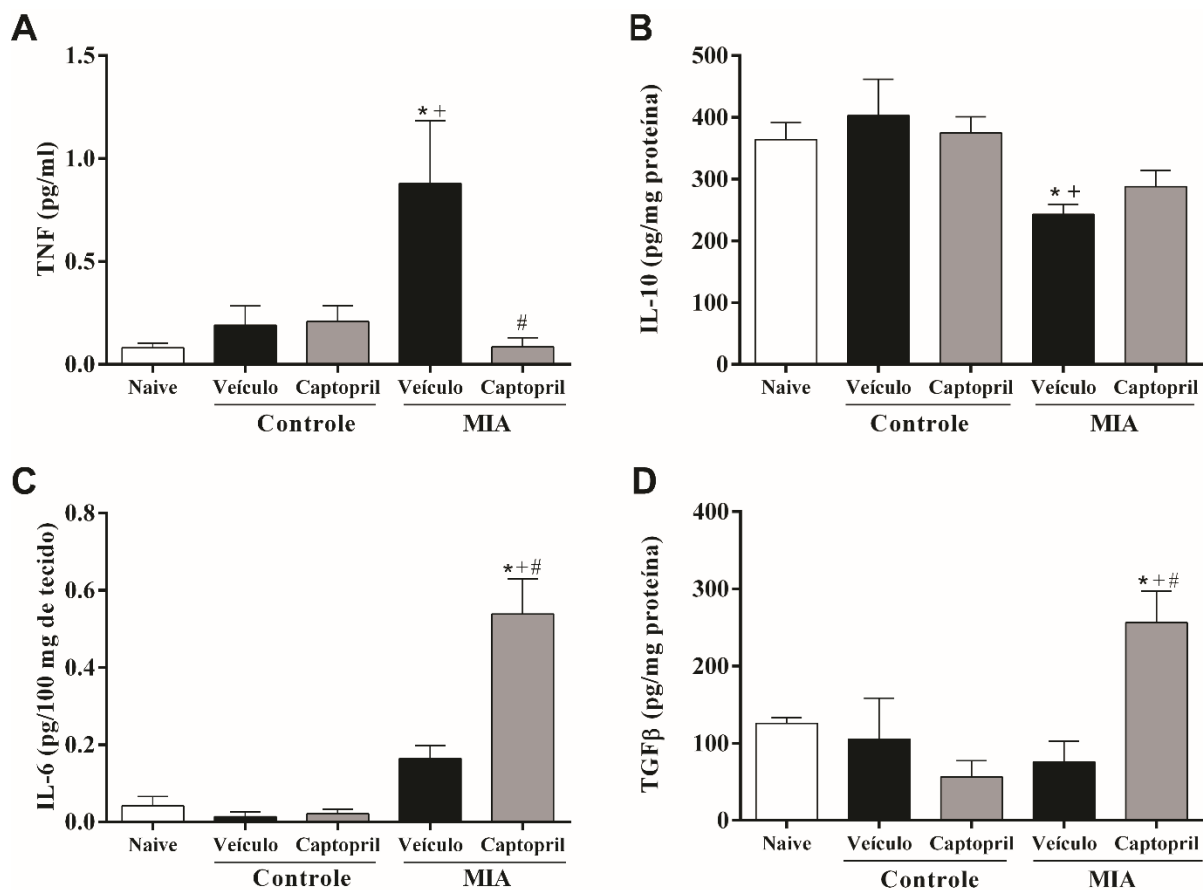 A
TNF (pg/ml)
1.5
1.0
0.5
0.0
* +
#
Naive Veículo Captopril Veículo Captopril
Controle MIA
B
IL-10 (pg/mg proteína)
500
400
300
200
100
0
* +
Naive Veículo Captopril Veículo Captopril
Controle MIA
C
IL-6 (pg/100 mg de tecido)
0.8
0.6
0.4
0.2
0.0
*+#
Naive Veículo Captopril Veículo Captopril
Controle MIA
D
TGFβ (pg/mg proteína)
400
300
200
100
0
*+#
Naive Veículo Captopril Veículo Captopril
Controle MIA